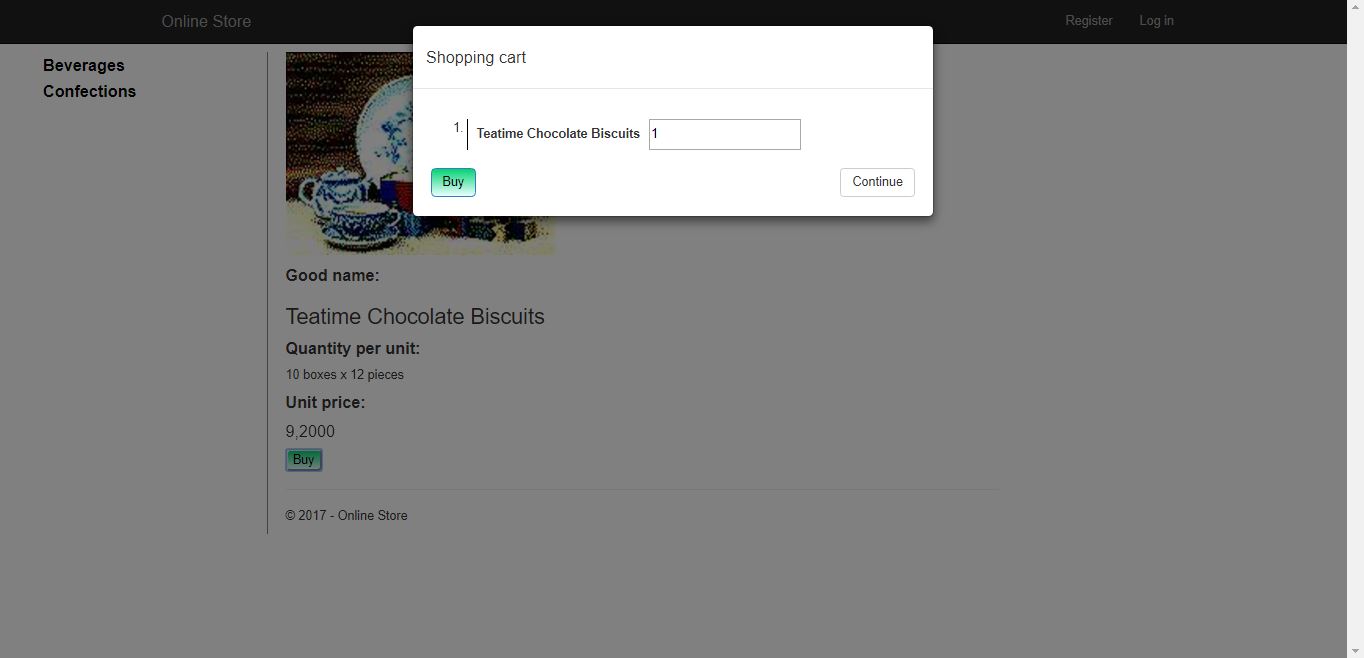 Online Store Register Log in
Shopping cart
1. Teatime Chocolate Biscuits 1
Buy Continue
Beverages
Confections
Good name:
Teatime Chocolate Biscuits
Quantity per unit:
10 boxes x 12 pieces
Unit price:
9,2000
Buy
© 2017 - Online Store